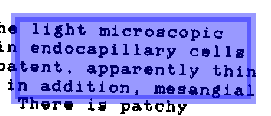 he light microscopic
in endocapillary cells
patent, apparently thin
in addition, mesangial
There is patchy